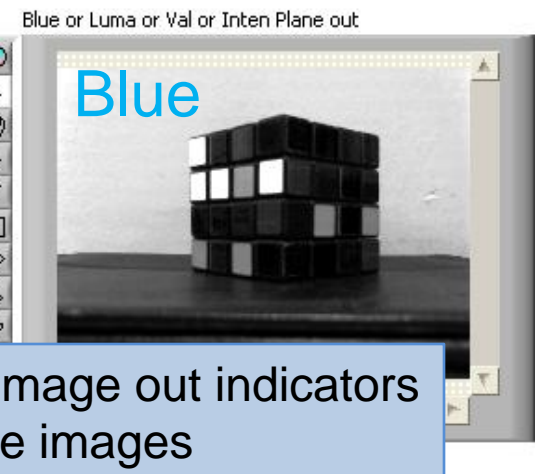 Blue or Luma or Val or Inten Plane out
Blue
mage out indicators
e images